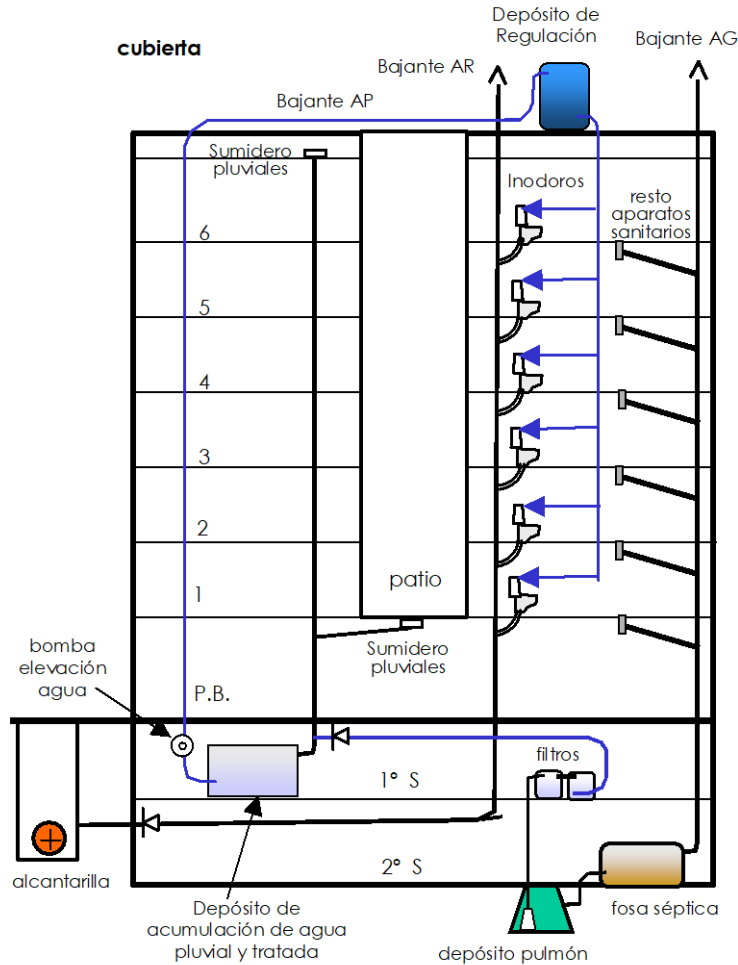 Depósito de
Regulación
Bajante AG
cubierta
Bajante AR
Bajante AP
Sumidero
pluviales
Inodoros
resto
aparatos
sanitarios
6
5
4
3
2
patio
1
Sumidero
pluviales
bomba
elevación
agua
P.B.
filtros
1° S
2° S
alcantarilla
Depósito de
acumulación de agua
pluvial y tratada
fosa séptica
depósito pulmón